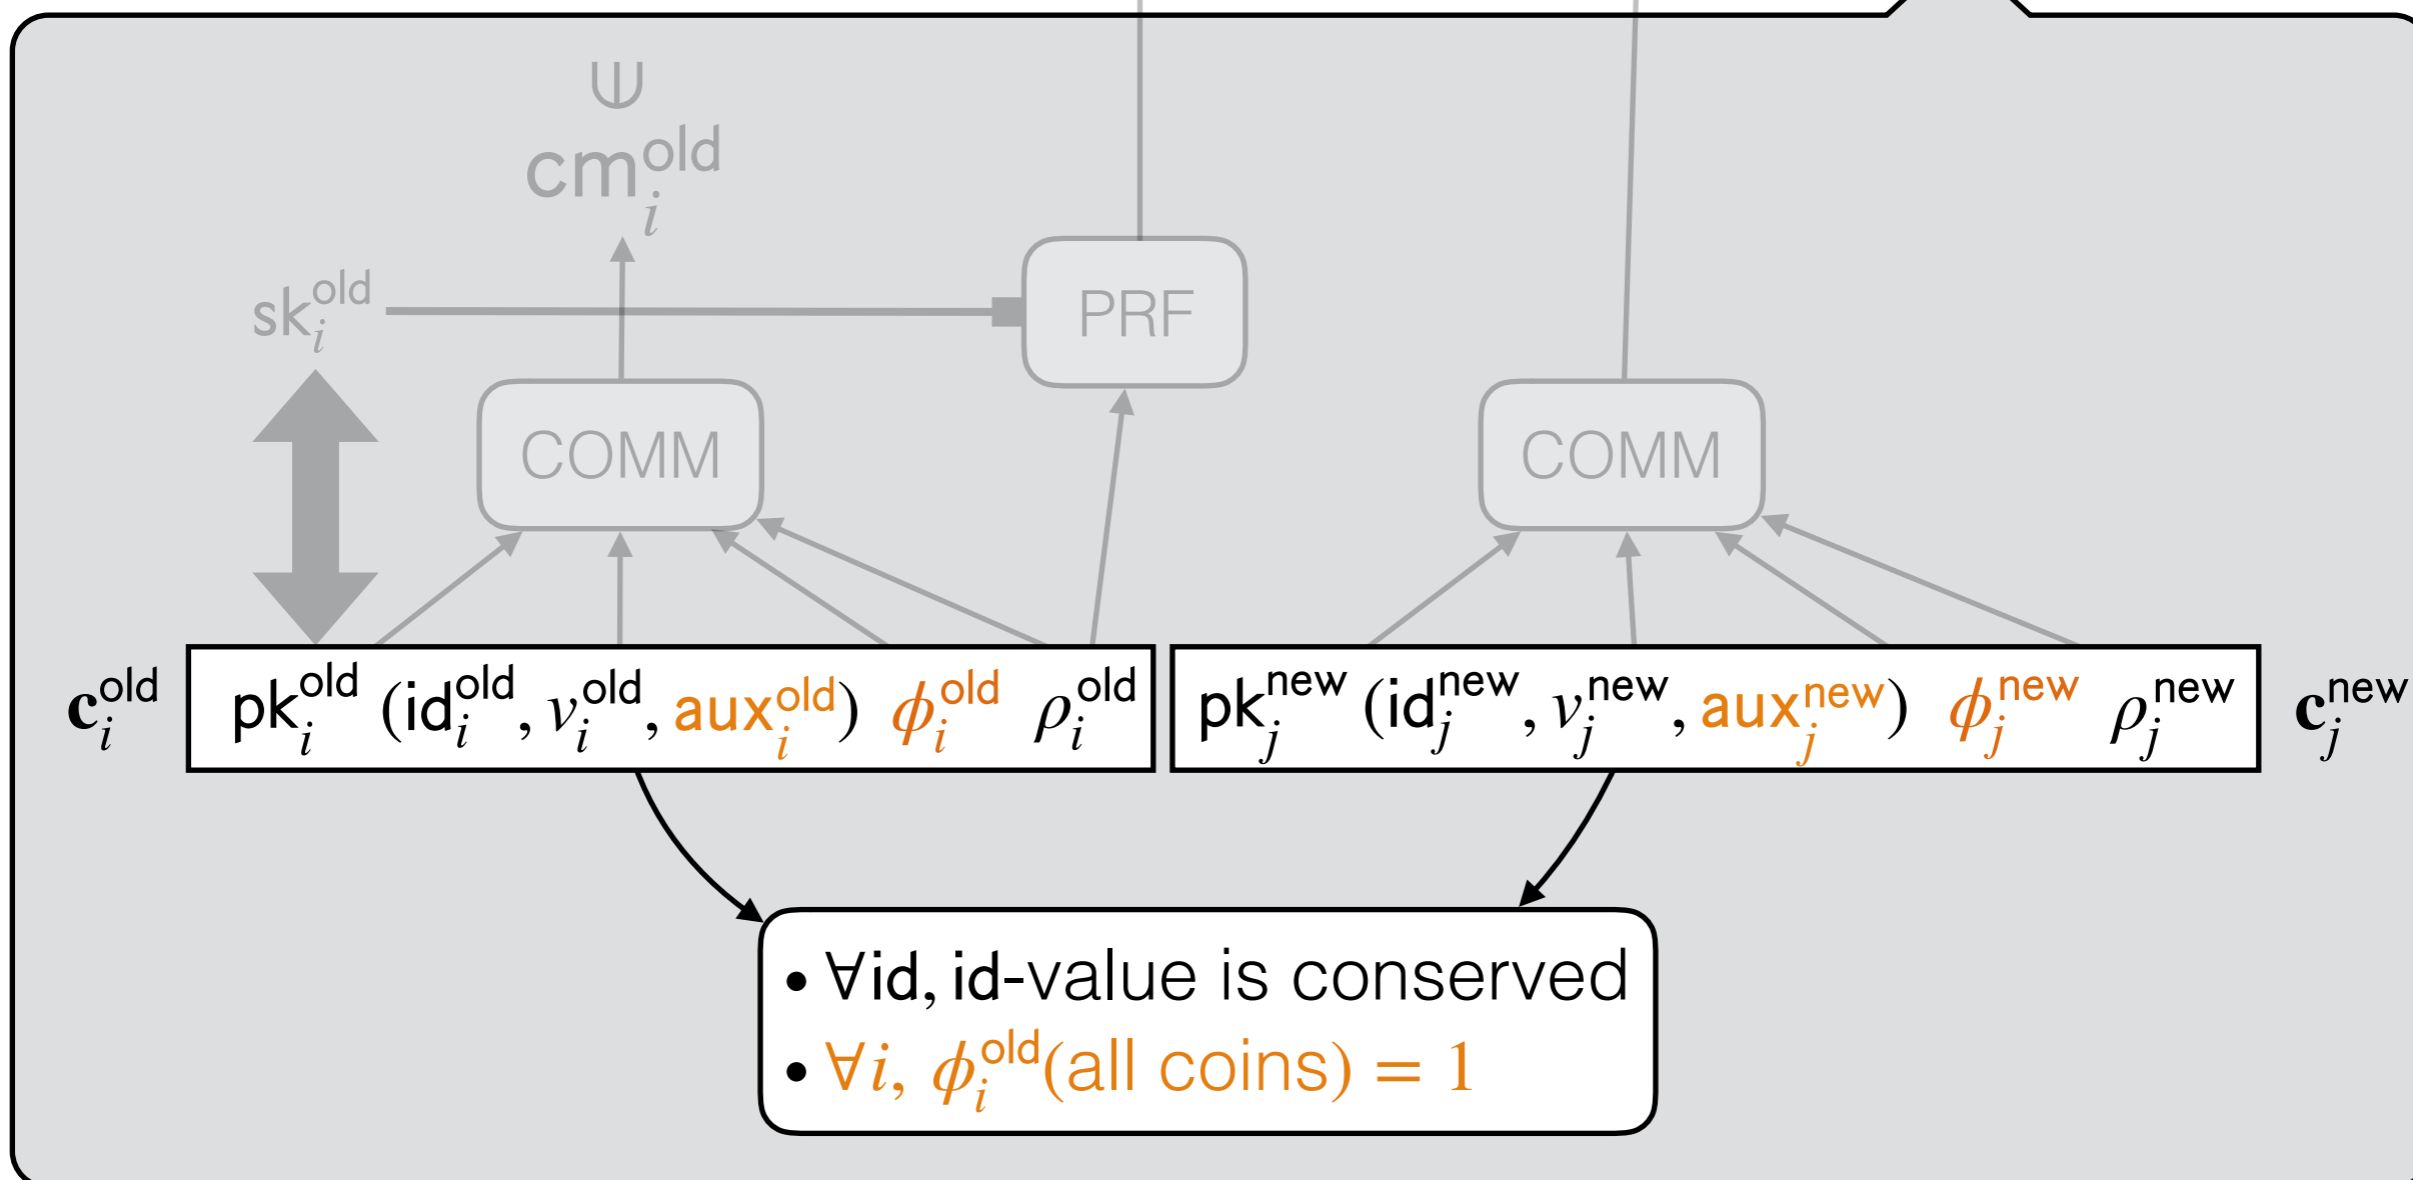 ∈
cm_i^old
sk_i^old
PRF
COMM
COMM
c_i^old pk_i^old (id_i^old, v_i^old, aux_i^old) ϕ_i^old ρ_i^old
pk_j^new (id_j^new, v_j^new, aux_j^new) ϕ_j^new ρ_j^new c_j^new
• ∀id, id-value is conserved
• ∀i, ϕ_i^old(all coins) = 1